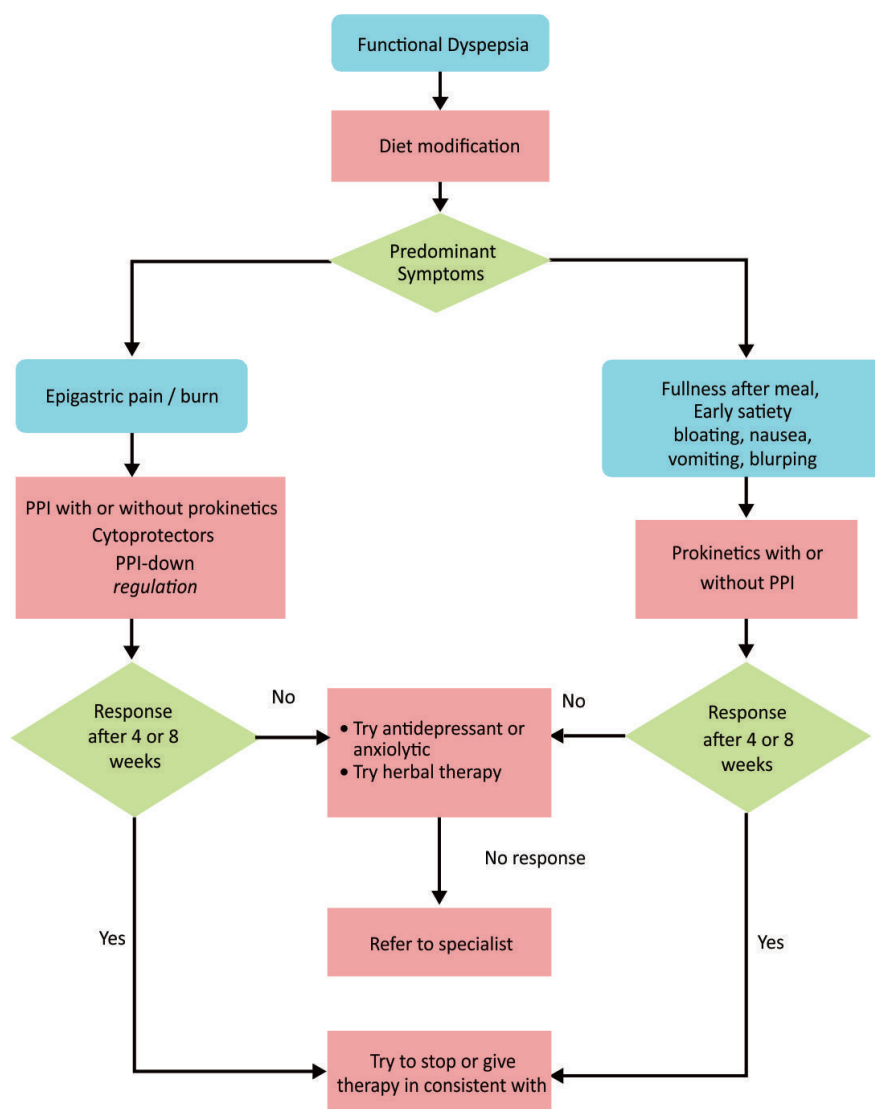 Functional Dyspepsia
Diet modification
Predominant
Symptoms
Epigastric pain / burn
Fullness after meal,
Early satiety
bloating, nausea,
vomiting, blurping
PPI with or without prokinetics
Cytoprotectors
PPI-down
regulation
Prokinetics with or
without PPI
Response
after 4 or 8
weeks
No
• Try antidepressant or
anxiolytic
• Try herbal therapy
No
Response
after 4 or 8
weeks
No response
Refer to specialist
Yes
Yes
Try to stop or give
therapy in consistent with